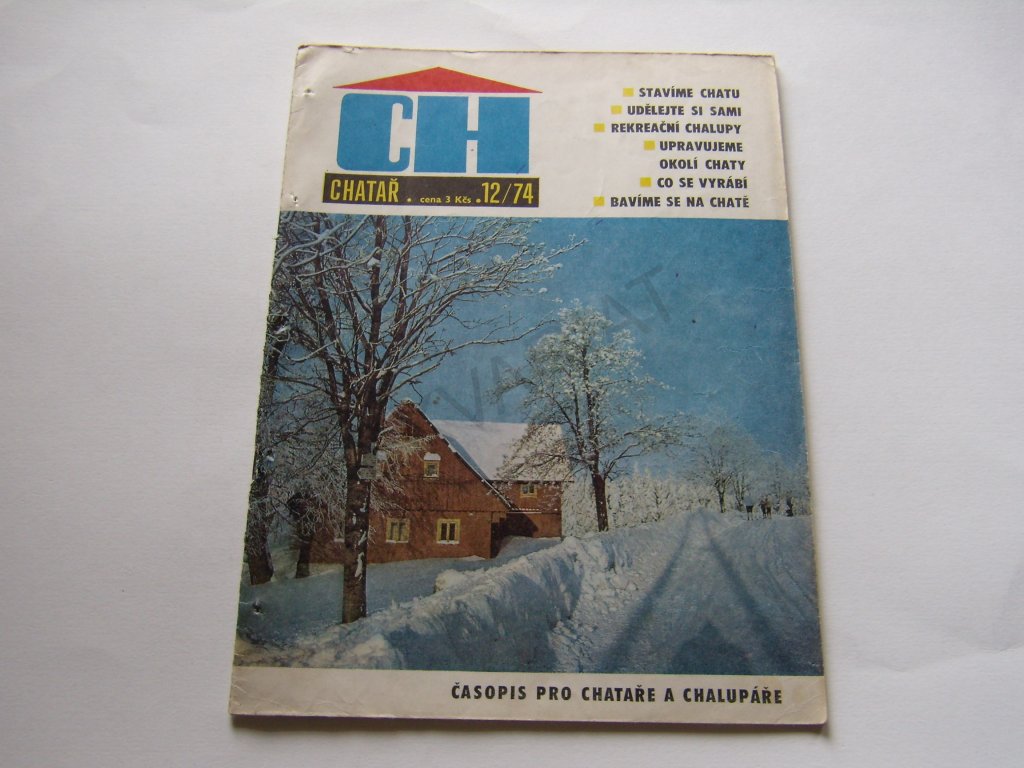 CH
CHATAŘ . cena 3 Kčs . 12/74
STAVÍME CHATU
UDĚLEJTE SI SAMI
REKREAČNÍ CHALUPY
UPRAVUJEME
OKOLÍ CHATY
CO SE VYRÁBÍ
BAVÍME SE NA CHATĚ
ČASOPIS PRO CHATAŘE A CHALUPÁŘE